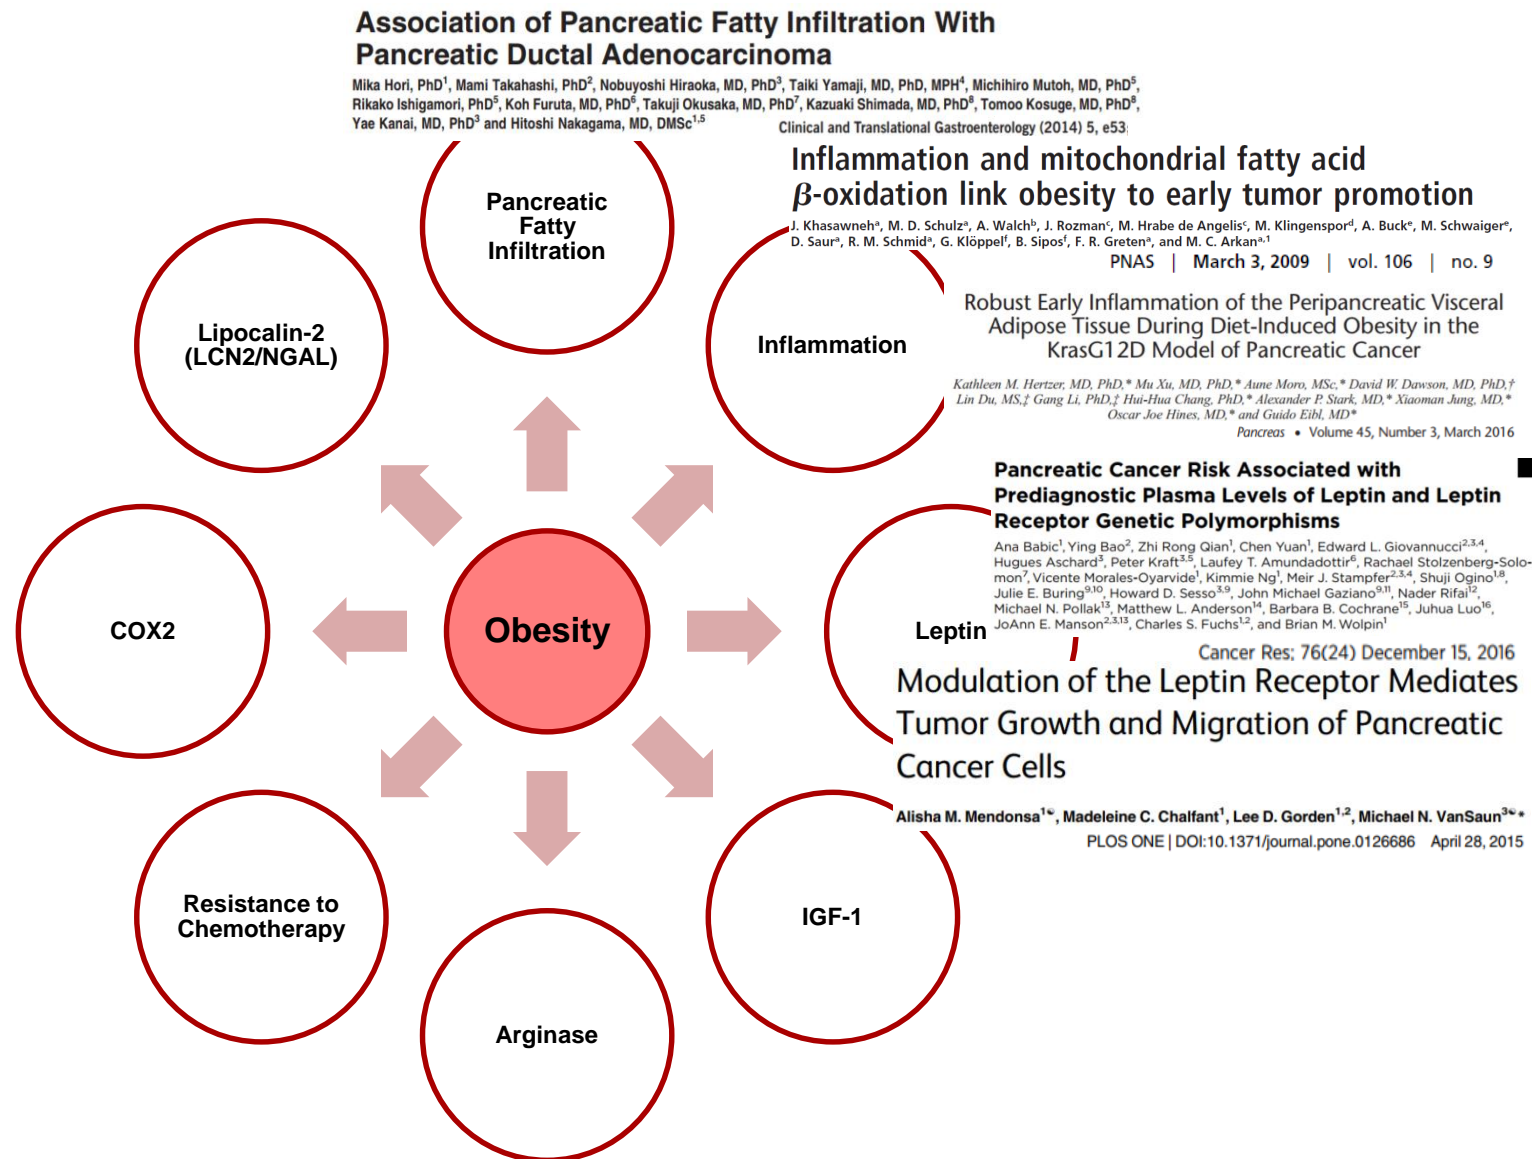 Association of Pancreatic Fatty Infiltration With
Pancreatic Ductal Adenocarcinoma
Mika Hori, PhD1, Mami Takahashi, PhD2, Nobuyoshi Hiraoka, MD, PhD3, Taiki Yamaji, MD, PhD, MPH4, Michihiro Mutoh, MD, PhD5,
Rikako Ishigamori, PhD5, Koh Furuta, MD, PhD6, Takuji Okusaka, MD, PhD7, Kazuaki Shimada, MD, PhD8, Tomoo Kosuge, MD, PhD8,
Yae Kanai, MD, PhD3 and Hitoshi Nakagama, MD, DMSc1,5
Clinical and Translational Gastroenterology (2014) 5, e53;
Inflammation and mitochondrial fatty acid
β-oxidation link obesity to early tumor promotion
J. Khasawneha, M. D. Schulza, A. Walchb, J. Rozmanc, M. Hrabe de Angelisc, M. Klingenspord, A. Bucke, M. Schwaigere,
D. Saura, R. M. Schmida, G. Klöppelf, B. Siposf, F. R. Gretena, and M. C. Arkana,1
PNAS | March 3, 2009 | vol. 106 | no. 9
Robust Early Inflammation of the Peripancreatic Visceral
Adipose Tissue During Diet-Induced Obesity in the
KrasG12D Model of Pancreatic Cancer
Kathleen M. Hertzer, MD, PhD,* Mu Xu, MD, PhD,* Aune Moro, MSc,* David W. Dawson, MD, PhD,†
Lin Du, MS,‡ Gang Li, PhD,‡ Hui-Hua Chang, PhD,* Alexander P. Stark, MD,* Xiaoman Jung, MD,*
Oscar Joe Hines, MD,* and Guido Eibl, MD*
Pancreas • Volume 45, Number 3, March 2016
Pancreatic Cancer Risk Associated with
Prediagnostic Plasma Levels of Leptin and Leptin
Receptor Genetic Polymorphisms
Ana Babic1, Ying Bao2, Zhi Rong Qian1, Chen Yuan1, Edward L. Giovannucci2,3,4,
Hugues Aschard3, Peter Kraft3,5, Laufey T. Amundadottir6, Rachael Stolzenberg-Solo-
mon7, Vicente Morales-Oyarvide1, Kimmie Ng1, Meir J. Stampfer2,3,4, Shuji Ogino1,8,
Julie E. Buring9,10, Howard D. Sesso3,9, John Michael Gaziano9,11, Nader Rifai12,
Michael N. Pollak13, Matthew L. Anderson14, Barbara B. Cochrane15, Juhua Luo16,
JoAnn E. Manson2,3,13, Charles S. Fuchs1,2, and Brian M. Wolpin1
Cancer Res; 76(24) December 15, 2016
Modulation of the Leptin Receptor Mediates
Tumor Growth and Migration of Pancreatic
Cancer Cells
Alisha M. Mendonsa1, Madeleine C. Chalfant1, Lee D. Gorden1,2, Michael N. VanSaun3*
PLOS ONE | DOI:10.1371/journal.pone.0126686 April 28, 2015
Pancreatic
Fatty
Infiltration
Inflammation
Leptin
IGF-1
Arginase
Resistance to
Chemotherapy
COX2
Lipocalin-2
(LCN2/NGAL)
Obesity